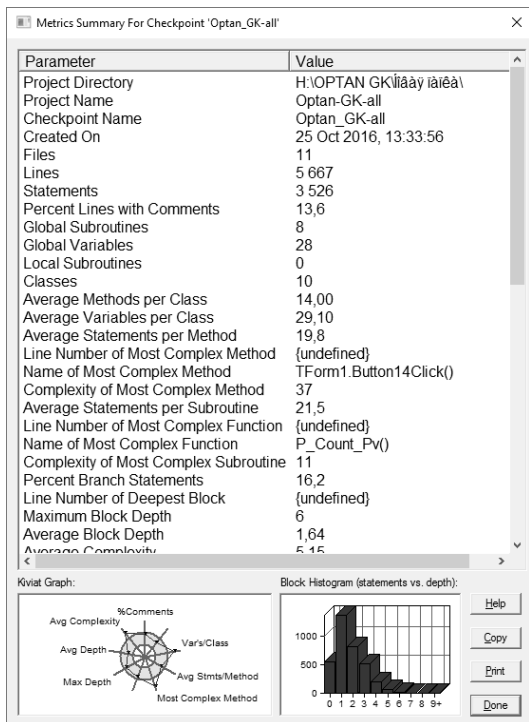 Metrics Summary For Checkpoint 'Optan_GK-all'
Parameter Value
Project Directory H:\OPTAN GK\Íîâàÿ ïàïêà\
Project Name Optan-GK-all
Checkpoint Name Optan_GK-all
Created On 25 Oct 2016, 13:33:56
Files 11
Lines 5 667
Statements 3 526
Percent Lines with Comments 13,6
Global Subroutines 8
Global Variables 28
Local Subroutines 0
Classes 10
Average Methods per Class 14,00
Average Variables per Class 29,10
Average Statements per Method 19,8
Line Number of Most Complex Method {undefined}
Name of Most Complex Method TForm1.Button14Click()
Complexity of Most Complex Method 37
Average Statements per Subroutine 21,5
Line Number of Most Complex Function {undefined}
Name of Most Complex Function P_Count_Pv()
Complexity of Most Complex Subroutine 11
Percent Branch Statements 16,2
Line Number of Deepest Block {undefined}
Maximum Block Depth 6
Average Block Depth 1,64
Average Complexity 5,15
Kiviat Graph:
%Comments
Avg Complexity
Var's/Class
Avg Depth
Avg Stmts/Method
Max Depth
Most Complex Method
Block Histogram (statements vs. depth):
1000
500
0
0 1 2 3 4 5 6 7 8 9+
Help
Copy
Print
Done